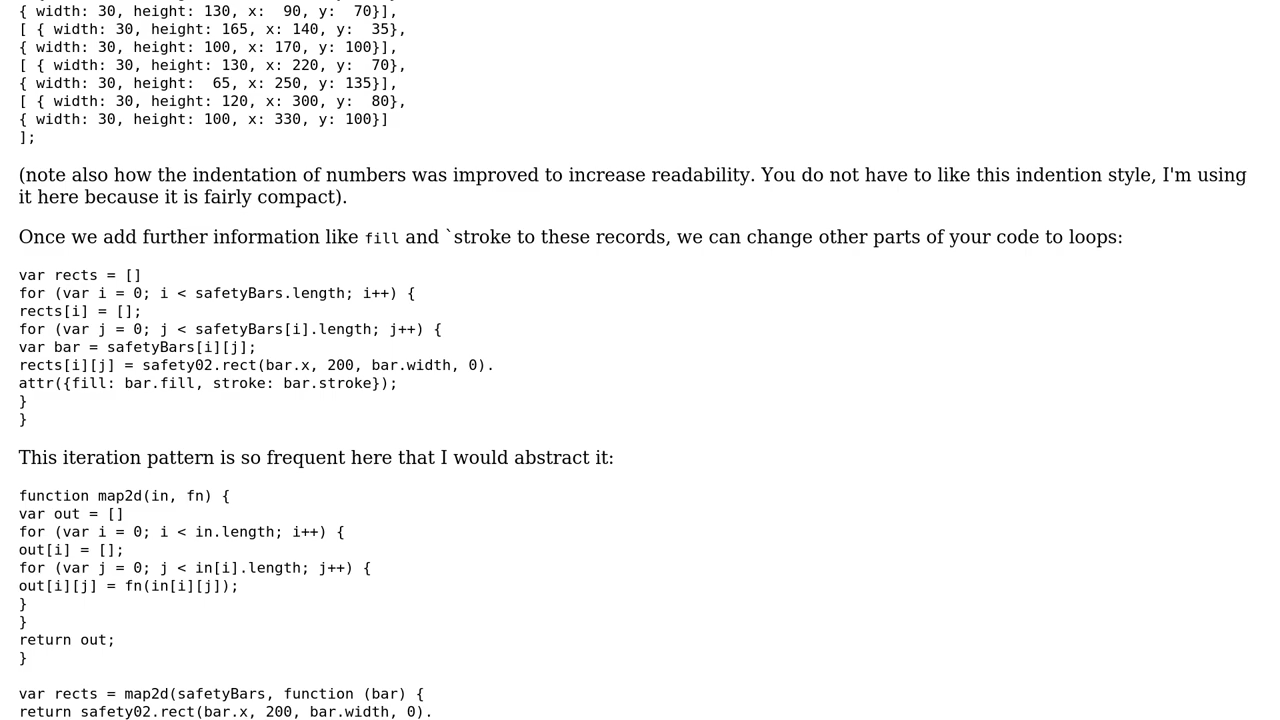 { width: 30, height: 130, x:  90, y:  70}],
[ { width: 30, height: 165, x: 140, y:  35},
{ width: 30, height: 100, x: 170, y: 100}],
[ { width: 30, height: 130, x: 220, y:  70},
{ width: 30, height:  65, x: 250, y: 135}],
[ { width: 30, height: 120, x: 300, y:  80},
{ width: 30, height: 100, x: 330, y: 100}]
];
(note also how the indentation of numbers was improved to increase readability. You do not have to like this indention style, I'm using
it here because it is fairly compact).
Once we add further information like fill and `stroke to these records, we can change other parts of your code to loops:
var rects = []
for (var i = 0; i < safetyBars.length; i++) {
rects[i] = [];
for (var j = 0; j < safetyBars[i].length; j++) {
var bar = safetyBars[i][j];
rects[i][j] = safety02.rect(bar.x, 200, bar.width, 0).
attr({fill: bar.fill, stroke: bar.stroke});
}
}
This iteration pattern is so frequent here that I would abstract it:
function map2d(in, fn) {
var out = []
for (var i = 0; i < in.length; i++) {
out[i] = [];
for (var j = 0; j < in[i].length; j++) {
out[i][j] = fn(in[i][j]);
}
}
return out;
}
var rects = map2d(safetyBars, function (bar) {
return safety02.rect(bar.x, 200, bar.width, 0).